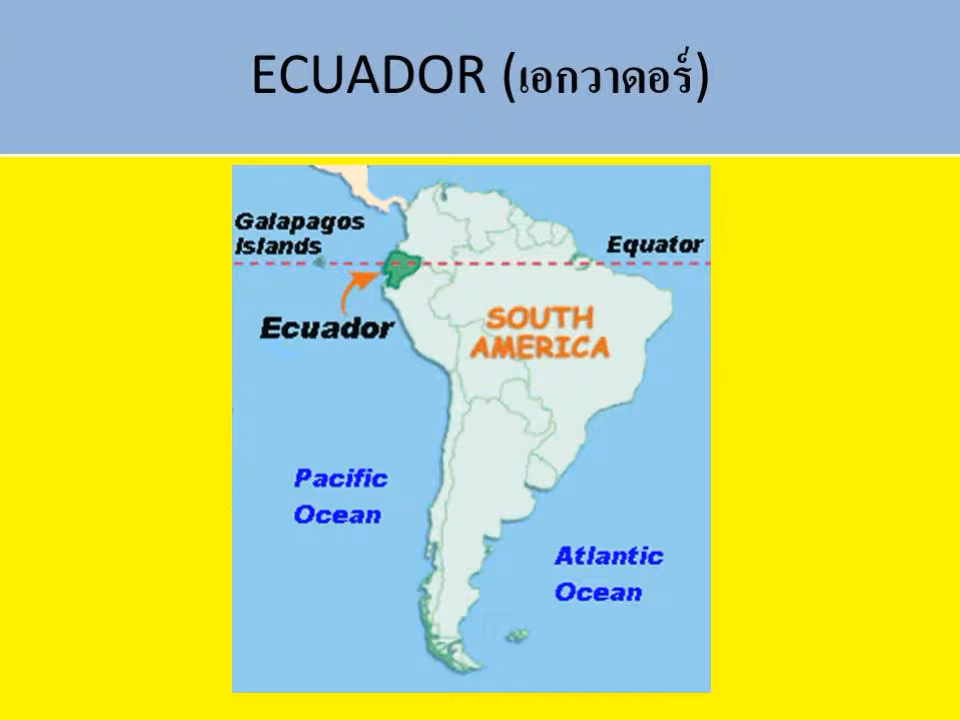 ECUADOR (เอกวาดอร์)
Galapagos
Islands
Equator
Ecuador
SOUTH
AMERICA
Pacific
Ocean
Atlantic
Ocean